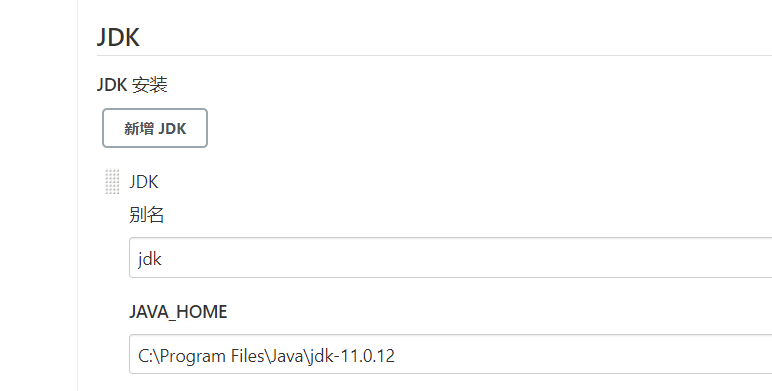 JDK
JDK 安装
新增 JDK
JDK
别名
jdk
JAVA_HOME
C:\Program Files\Java\jdk-11.0.12